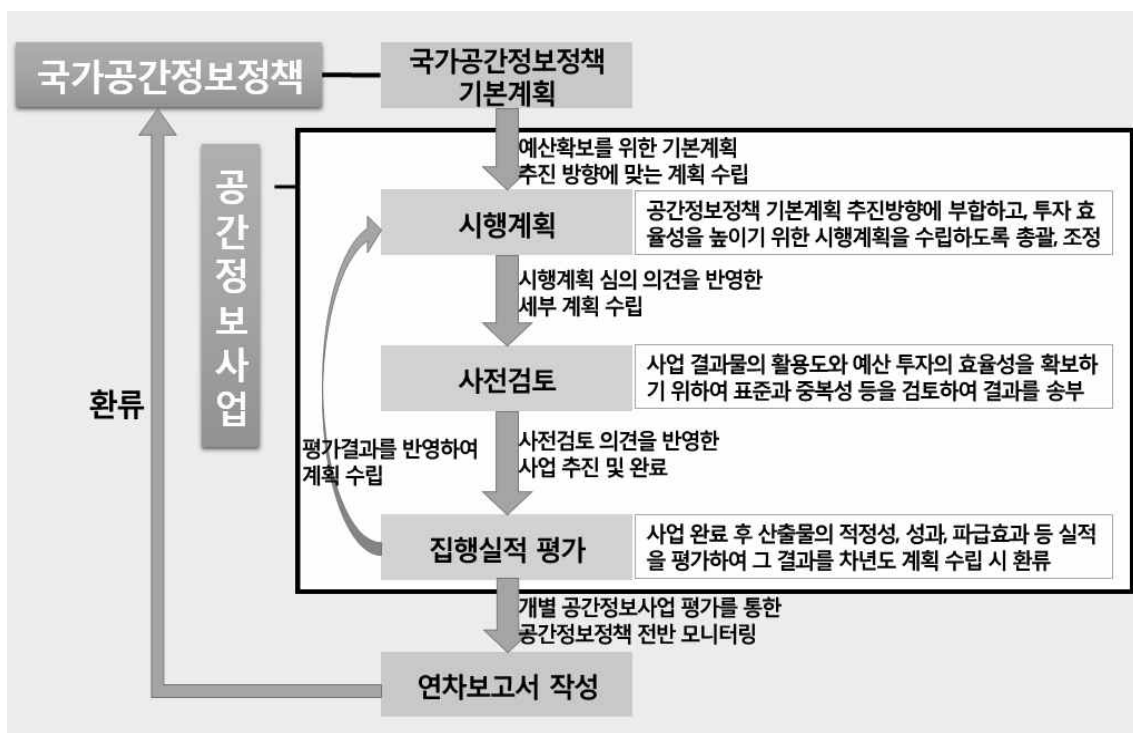 국가공간정보정책
국가공간정보정책
기본계획
예산확보를 위한 기본계획
추진 방향에 맞는 계획 수립
공간정보사업
시행계획
공간정보정책 기본계획 추진방향에 부합하고, 투자 효
율성을 높이기 위한 시행계획을 수립하도록 총괄, 조정
시행계획 심의 의견을 반영한
세부 계획 수립
사전검토
사업 결과물의 활용도와 예산 투자의 효율성을 확보하
기 위하여 표준과 중복성 등을 검토하여 결과를 송부
환류
평가결과를 반영하여
계획 수립
사전검토 의견을 반영한
사업 추진 및 완료
집행실적 평가
사업 완료 후 산출물의 적정성, 성과, 파급효과 등 실적
을 평가하여 그 결과를 차년도 계획 수립 시 환류
개별 공간정보사업 평가를 통한
공간정보정책 전반 모니터링
연차보고서 작성